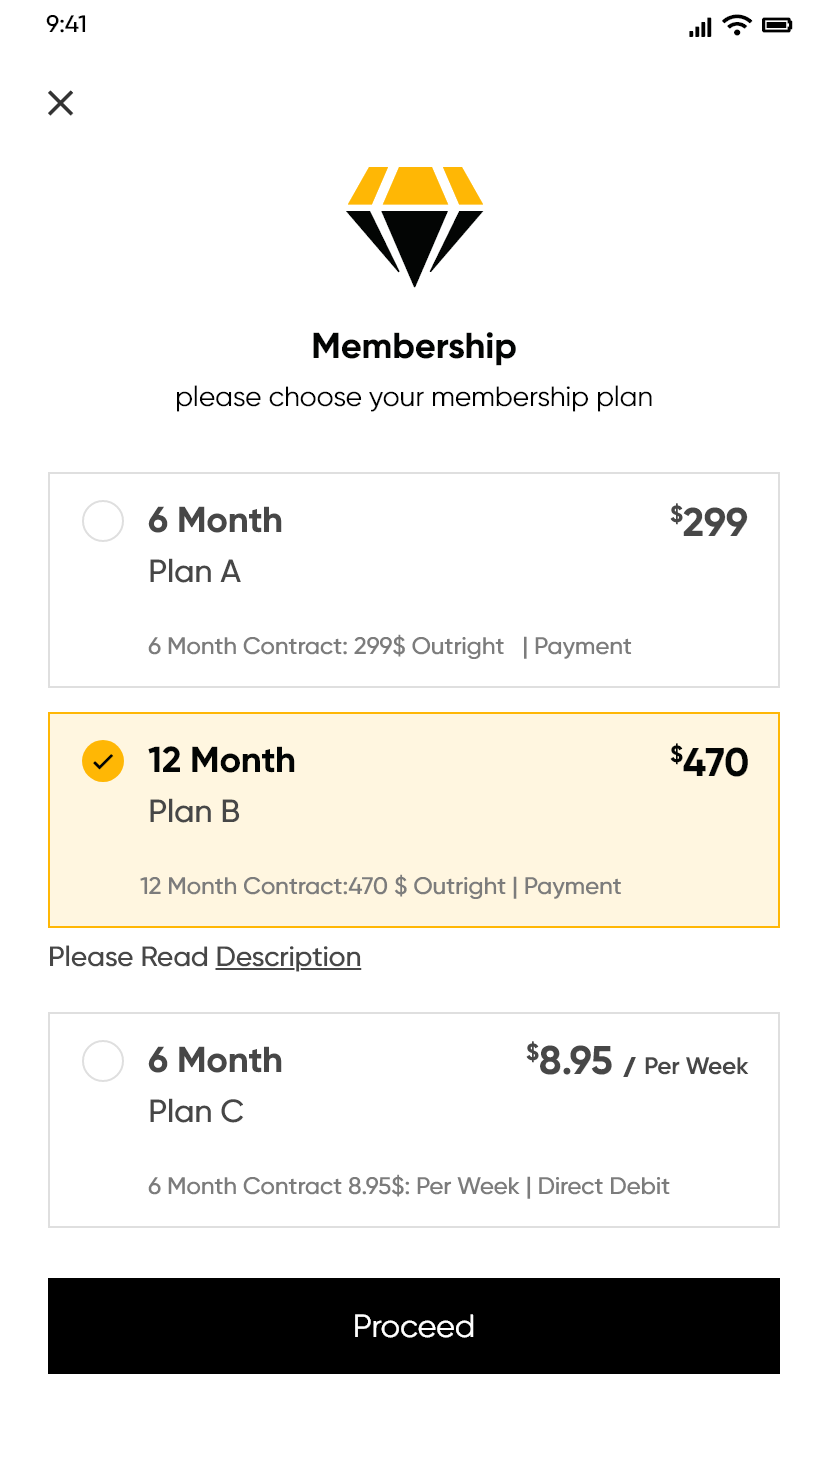 9:41
Membership
please choose your membership plan
6 Month
$299
Plan A
6 Month Contract: 299$ Outright | Payment
12 Month
$470
Plan B
12 Month Contract:470 $ Outright | Payment
Please Read Description
6 Month
$8.95 / Per Week
Plan C
6 Month Contract 8.95$: Per Week | Direct Debit
Proceed